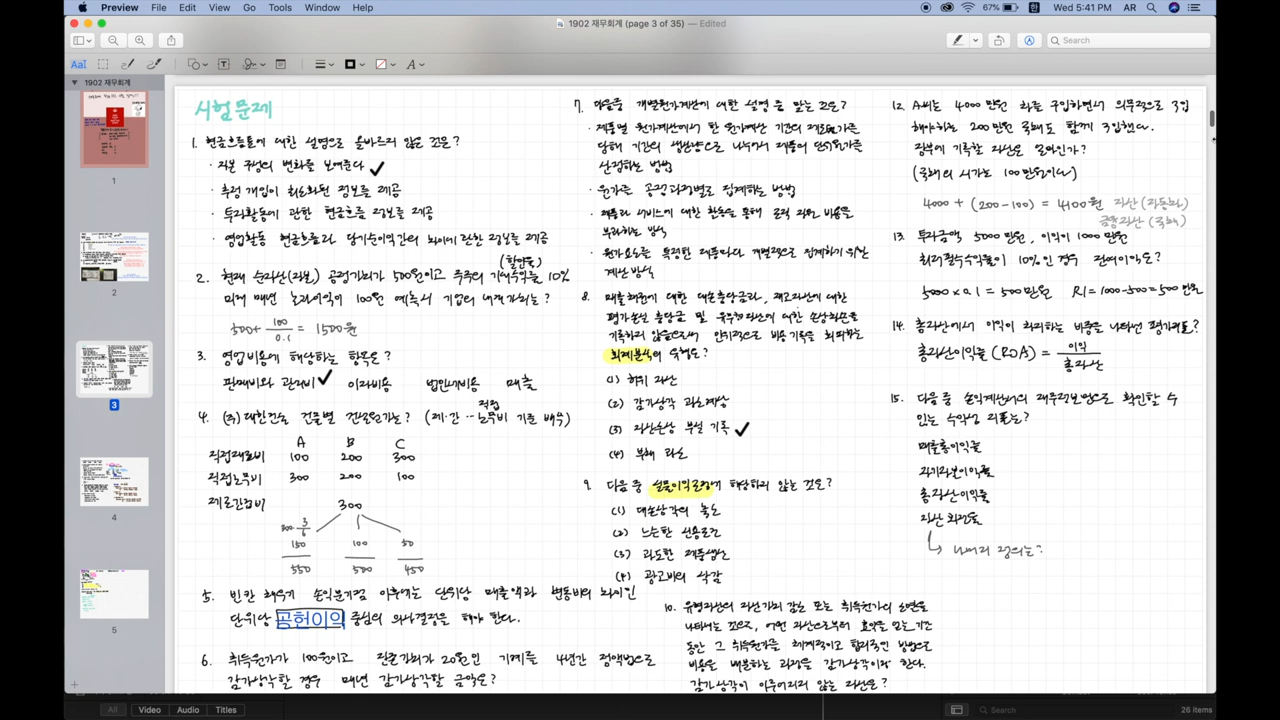 Preview File Edit View Go Tools Window Help
67% 한 Wed 5:41 PM AR
1902 재무회계 (page 3 of 35) — Edited
Search
AaI
1902 재무회계
1
2
3
4
5
시험문제
1. 현금흐름표에 대한 설명으로 올바르지 않은 것은?
· 자본 구성의 변화를 보여준다 ✓
· 추정 개입이 최소화된 정보를 제공
· 투자활동에 관한 현금흐름 정보를 제공
· 영업활동 현금흐름과 당기순이익간의 차이에 관한 정보를 제공
(할인율)
2. 현재 순자산(자본) 공정가치가 500원이고 주주의 기대수익률 10%
미래 매년 초과이익이 100원 예측시 기업의 내재가치는?
500 + 100/0.1 = 1500원
3. 영업비용에 해당하는 항목은?
판매비와 관리비 ✓ 이자비용 법인세비용 매출
직접
4. (주) 대한건설 건물별 건설원가는? (제·간 … 노무비 기준 배부)
A B C
직접재료비 100 200 300
직접노무비 300 200 100
제조간접비 300
300 3/6
150 100 50
550 500 450
5. 빈칸 채우기 손익분기점 이후에는 단위당 매출액과 변동비의 차이인
단위당 공헌이익 중심의 의사결정을 해야 한다.
6. 취득원가가 100원이고 잔존가치가 20원인 기계를 4년간 정액법으로
감가상각할 경우 매년 감가상각할 금액은?
7. 다음중 개별원가계산에 대한 설명 중 맞는 것은?
· 제품별 원가계산에서 한 원가계산 기간의 원가를
당해 기간의 생산량으로 나누어서 제품의 단위원가를
산정하는 방법
· 원가를 공정과정별로 집계하는 방법
· 제품과 서비스에 대한 활동을 통해 로 비용을
부과하는 방식
· 원가요소를 특정한 제품마다 개별적으로 집계하기 위한
계산 방식
8. 매출채권에 대한 대손충당금과, 재고자산에 대한
평가손실 충당금 및 유무형자산에 대한 손상차손을
기록하지 않음으로써 인위적으로 비용 기록을 회피하는
회계분식의 유형은?
(1) 허위 자산
(2) 감가상각 과소계상
(3) 자산손상 부실 기록 ✓
(4) 부채 과소
9. 다음 중 실물이익조정에 해당하지 않는 것은?
(1) 대손상각의 축소
(2) 느슨한 신용조건
(3) 과도한 제품생산
(4) 광고비의 삭감
10. 유형자산의 자산가치 감소 또는 취득원가의 소멸을
나타내는 것으로, 어떤 자산으로부터 효익을 얻는 기간
동안 그 취득원가를 체계적이고 합리적인 방법으로
비용을 배분하는 과정을 감가상각이라 한다.
감가상각이 이루어지지 않는 자산은?
12. A씨는 4000만원 차를 구입하면서 의무적으로 구입
해야하는 200만원 국채도 함께 구입했다.
장부에 기록할 자산은 얼마인가?
(국채의 시가는 100만원이다)
4000 + (200-100) = 4100원 자산 (자동차)
금융자산 (국채)
13. 투자금액 5000만원, 이익이 1000만원
최저필수수익률이 10%인 경우 잔여이익은?
5000 × 0.1 = 500만원 RI = 1000-500 = 500만원
14. 총자산에서 이익이 차지하는 비중을 나타낸 평가지표?
총자산이익률 (ROA) = 이익/총자산
15. 다음 중 손익계산서의 재무정보만으로 확인할 수
있는 수익성 지표는?
매출총이익률
자기자본이익률
총자산이익률
자산 회전율
나머지 정의는?
All Video Audio Titles
Search
26 items